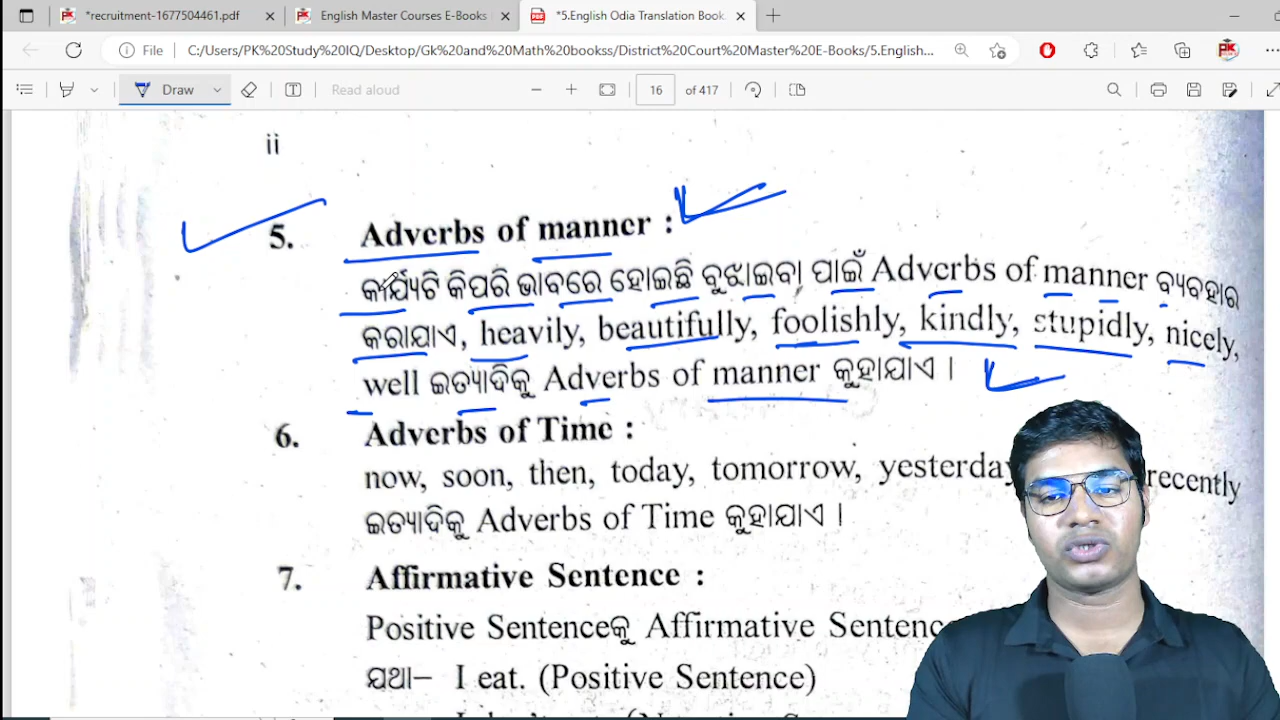 *recruitment-1677504461.pdf
English Master Courses E-Books
*5.English Odia Translation Book.
File
C:/Users/PK%20Study%20IQ/Desktop/Gk%20and%20Math%20bookss/District%20Court%20Master%20E-Books/5.English...
Draw
Read aloud
16 of 417
ii
5. Adverbs of manner :
କାର୍ଯ୍ୟଟି କିପରି ଭାବରେ ହୋଇଛି ବୁଝାଇବା ପାଇଁ Adverbs of manner ବ୍ୟବହାର
କରାଯାଏ, heavily, beautifully, foolishly, kindly, stupidly, nicely,
well ଇତ୍ୟାଦିକୁ Adverbs of manner କୁହାଯାଏ ।
6. Adverbs of Time :
now, soon, then, today, tomorrow, yesterday recently
ଇତ୍ୟାଦିକୁ Adverbs of Time କୁହାଯାଏ ।
7. Affirmative Sentence :
Positive Sentenceକୁ Affirmative Sentenc
ଯଥା– I eat. (Positive Sentence)